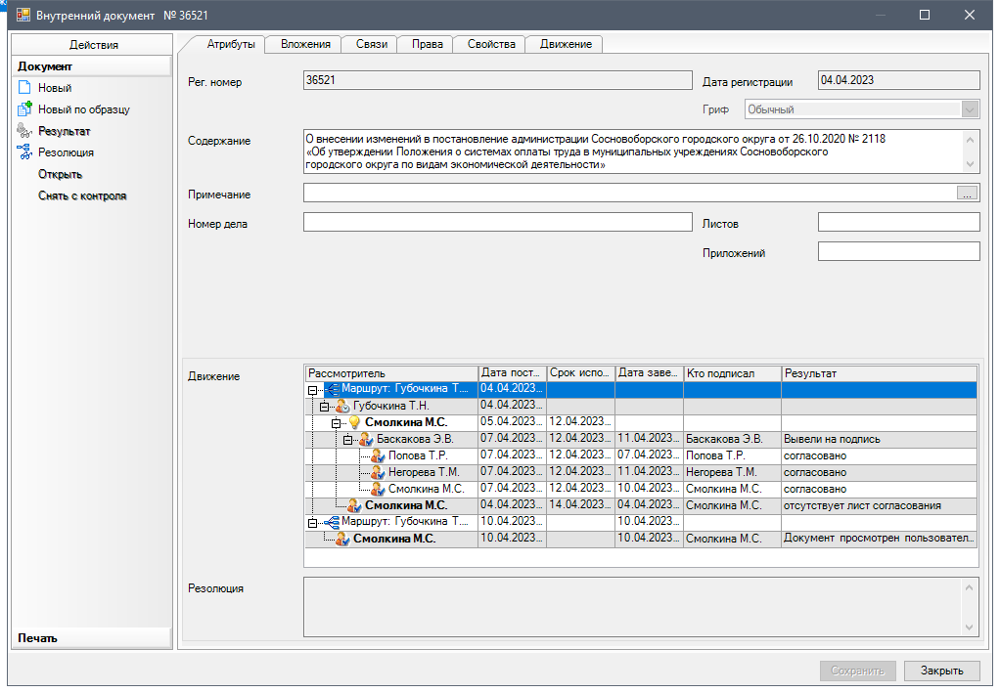 Внутренний документ № 36521
Действия
Документ
Новый
Новый по образцу
Результат
Резолюция
Открыть
Снять с контроля
Печать
Атрибуты Вложения Связи Права Свойства Движение
Рег. номер 36521 Дата регистрации 04.04.2023
Гриф Обычный
Содержание
О внесении изменений в постановление администрации Сосновоборского городского округа от 26.10.2020 № 2118
«Об утверждении Положения о системах оплаты труда в муниципальных учреждениях Сосновоборского
городского округа по видам экономической деятельности»
Примечание ...
Номер дела Листов
Приложений
Движение
Рассмотритель Дата пост... Срок испо... Дата заве... Кто подписал Результат
Маршрут: Губочкина Т.... 04.04.2023...
Губочкина Т.Н. 04.04.2023...
Смолкина М.С. 05.04.2023... 12.04.2023...
Баскакова Э.В. 07.04.2023... 12.04.2023... 11.04.2023... Баскакова Э.В. Вывели на подпись
Попова Т.Р. 07.04.2023... 12.04.2023... 07.04.2023... Попова Т.Р. согласовано
Негорева Т.М. 07.04.2023... 12.04.2023... 11.04.2023... Негорева Т.М. согласовано
Смолкина М.С. 07.04.2023... 12.04.2023... 10.04.2023... Смолкина М.С. согласовано
Смолкина М.С. 04.04.2023... 14.04.2023... 04.04.2023... Смолкина М.С. отсутствует лист согласования
Маршрут: Губочкина Т.... 10.04.2023... 10.04.2023...
Смолкина М.С. 10.04.2023... 10.04.2023... Смолкина М.С. Документ просмотрен пользовател...
Резолюция
Сохранить Закрыть